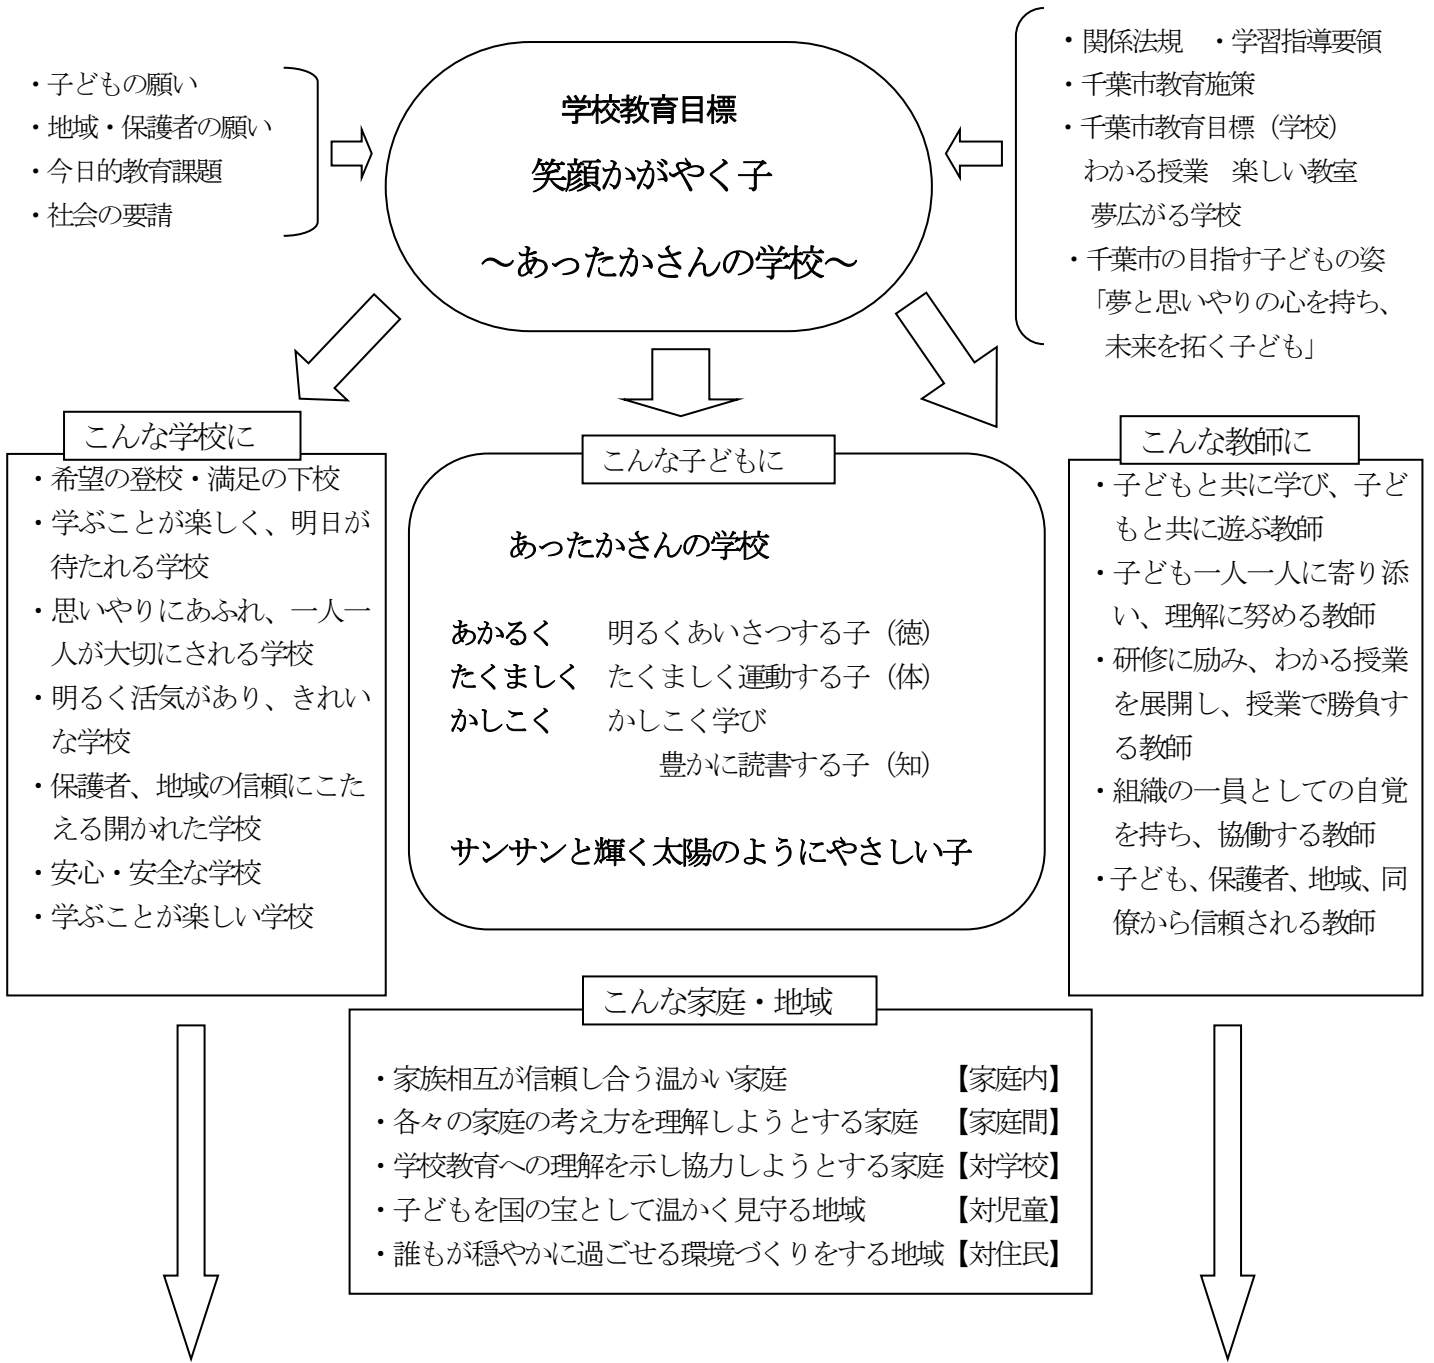 ・子どもの願い
・地域・保護者の願い
・今日的教育課題
・社会の要請
学校教育目標
笑顔かがやく子
～あったかさんの学校～
・関係法規　・学習指導要領
・千葉市教育施策
・千葉市教育目標（学校）
わかる授業　楽しい教室
夢広がる学校
・千葉市の目指す子どもの姿
「夢と思いやりの心を持ち、
未来を拓く子ども」
こんな学校に
・希望の登校・満足の下校
・学ぶことが楽しく、明日が
待たれる学校
・思いやりにあふれ、一人一
人が大切にされる学校
・明るく活気があり、きれい
な学校
・保護者、地域の信頼にこた
える開かれた学校
・安心・安全な学校
・学ぶことが楽しい学校
こんな子どもに
あったかさんの学校
あかるく　明るくあいさつする子（徳）
たくましく　たくましく運動する子（体）
かしこく　かしこく学び
豊かに読書する子（知）
サンサンと輝く太陽のようにやさしい子
こんな教師に
・子どもと共に学び、子ど
もと共に遊ぶ教師
・子ども一人一人に寄り添
い、理解に努める教師
・研修に励み、わかる授業
を展開し、授業で勝負す
る教師
・組織の一員としての自覚
を持ち、協働する教師
・子ども、保護者、地域、同
僚から信頼される教師
こんな家庭・地域
・家族相互が信頼し合う温かい家庭　【家庭内】
・各々の家庭の考え方を理解しようとする家庭　【家庭間】
・学校教育への理解を示し協力しようとする家庭【対学校】
・子どもを国の宝として温かく見守る地域　【対児童】
・誰もが穏やかに過ごせる環境づくりをする地域【対住民】